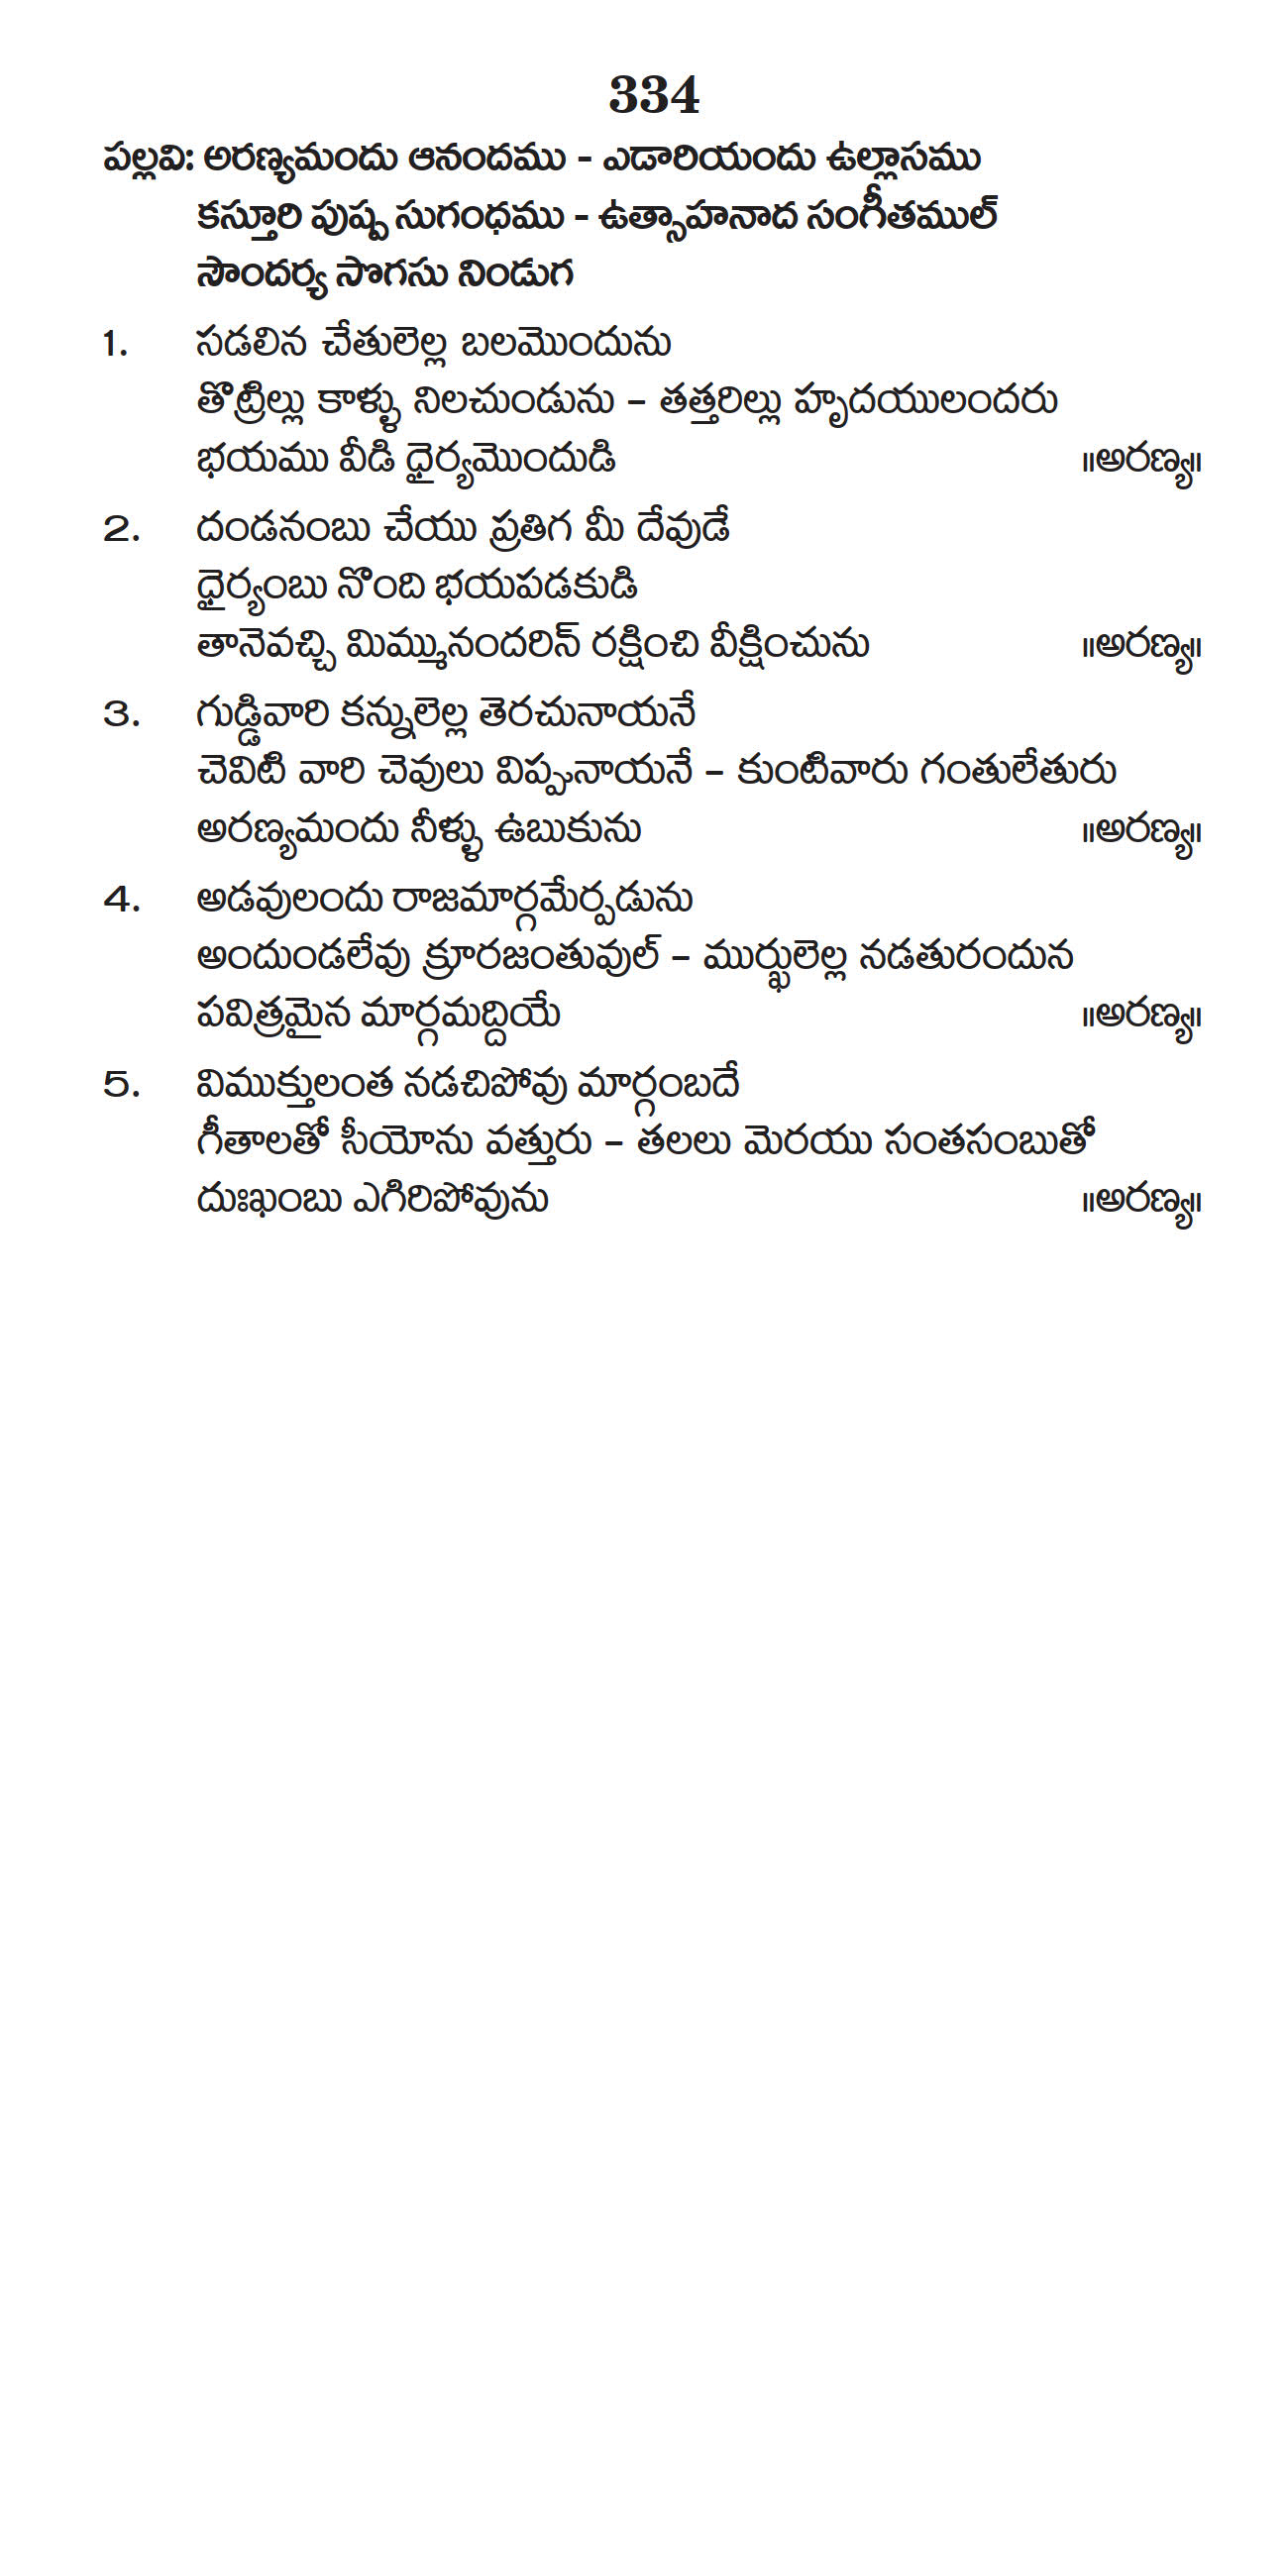 334
పల్లవి: అరణ్యమందు ఆనందము - ఎడారియందు ఉల్లాసము
కస్తూరి పుష్ప సుగంధము - ఉత్సాహనాద సంగీతముల్
సౌందర్య సొగసు నిండుగ
1. సడలిన చేతులెల్ల బలమొందును
తొట్రిల్లు కాళ్ళు నిలచుండును – తత్తరిల్లు హృదయులందరు
భయము వీడి ధైర్యమొందుడి ॥అరణ్య॥
2. దండనంబు చేయు ప్రతిగ మీ దేవుడే
ధైర్యంబు నొంది భయపడకుడి
తానెవచ్చి మిమ్మునందరిన్ రక్షించి వీక్షించును ॥అరణ్య॥
3. గుడ్డివారి కన్నులెల్ల తెరచునాయనే
చెవిటి వారి చెవులు విప్పునాయనే – కుంటివారు గంతులేతురు
అరణ్యమందు నీళ్ళు ఉబుకును ॥అరణ్య॥
4. అడవులందు రాజమార్గమేర్పడును
అందుండలేవు క్రూరజంతువుల్ – ముర్ఖులెల్ల నడతురందున
పవిత్రమైన మార్గమద్దియే ॥అరణ్య॥
5. విముక్తులంత నడచిపోవు మార్గంబదే
గీతాలతో సీయోను వత్తురు – తలలు మెరయు సంతసంబుతో
దుఃఖంబు ఎగిరిపోవును ॥అరణ్య॥